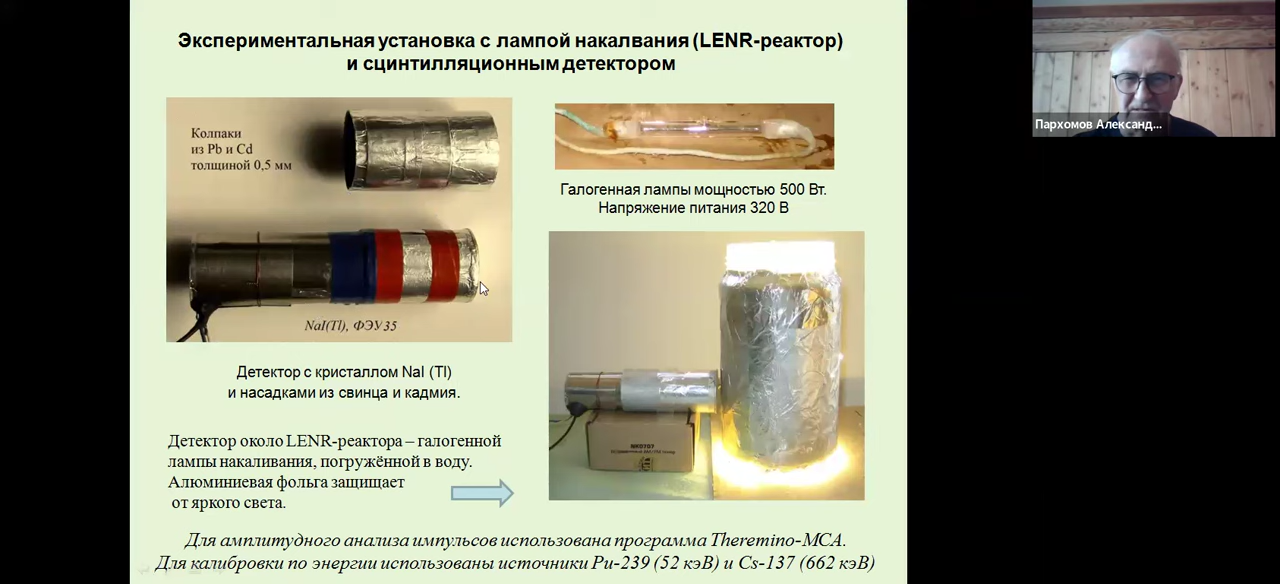 Экспериментальная установка с лампой накалвания (LENR-реактор)
и сцинтилляционным детектором
Колпаки
из Pb и Cd
толщиной 0,5 мм
NaI(Tl), ФЭУ35
Детектор с кристаллом NaI (Tl)
и насадками из свинца и кадмия.
Галогенная лампы мощностью 500 Вт.
Напряжение питания 320 В
Детектор около LENR-реактора – галогенной
лампы накаливания, погружённой в воду.
Алюминиевая фольга защищает
от яркого света.
Для амплитудного анализа импульсов использована программа Theremino-MCA.
Для калибровки по энергии использованы источники Pu-239 (52 кэВ) и Cs-137 (662 кэВ)
Пархомов Александ...